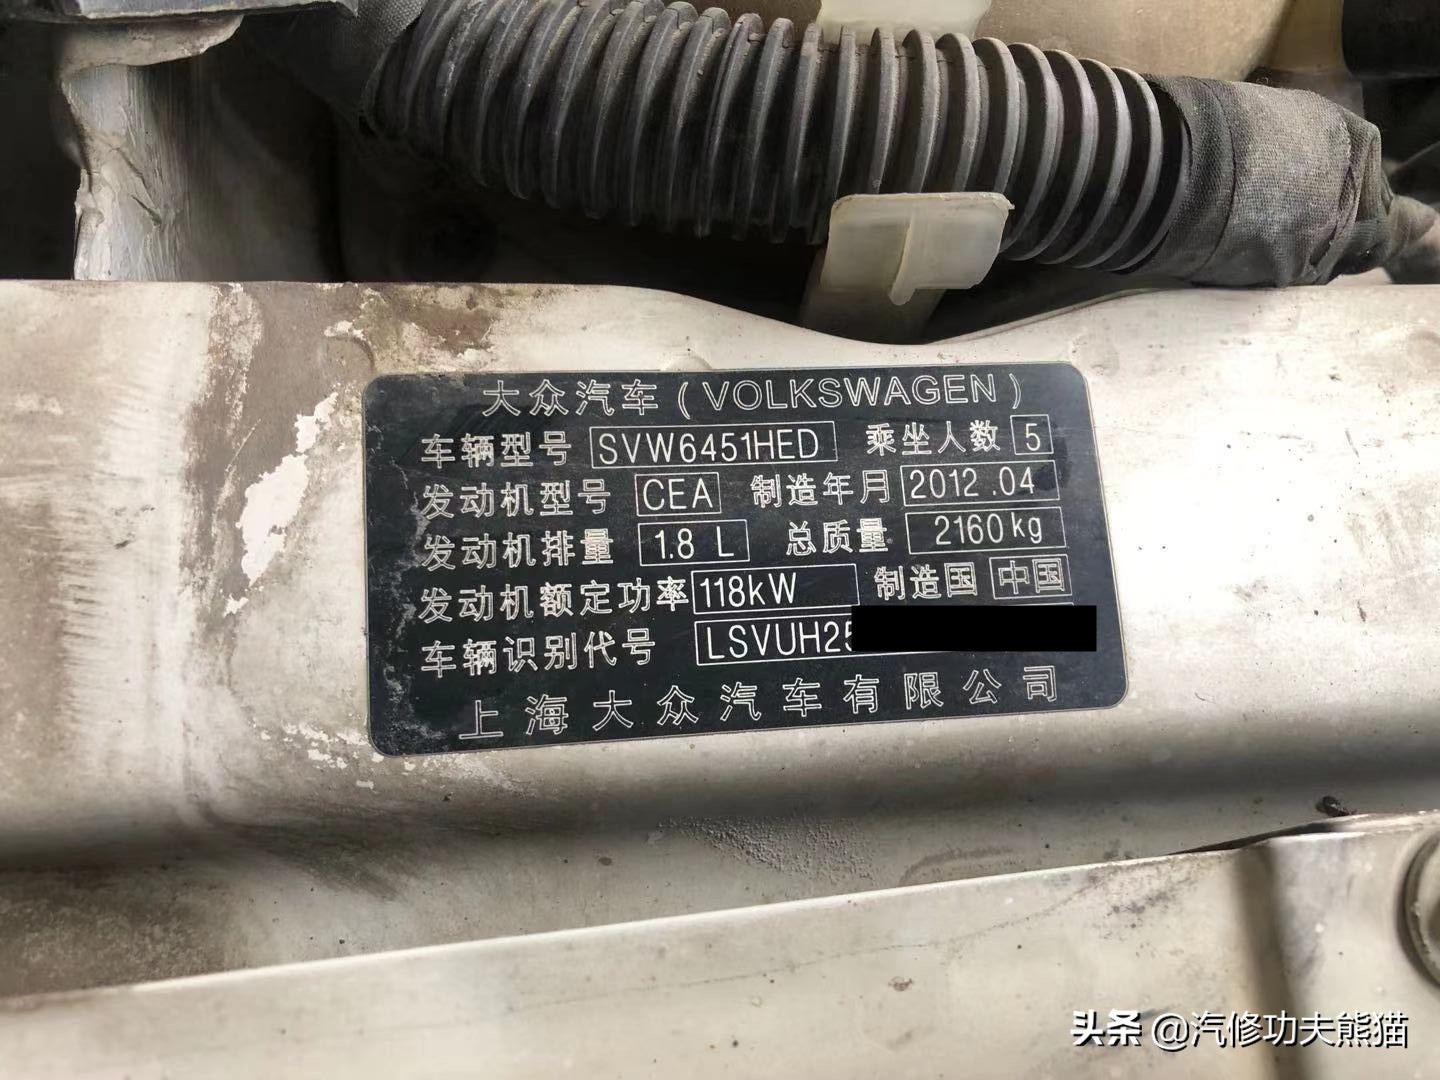 大众汽车(VOLKSWAGEN)
车辆型号 SVW6451HED 乘坐人数 5
发动机型号 CEA 制造年月 2012.04
发动机排量 1.8 L 总质量 2160kg
发动机额定功率 118kW 制造国 中国
车辆识别代号 LSVUH25
上海大众汽车有限公司
头条 @汽修功夫熊猫